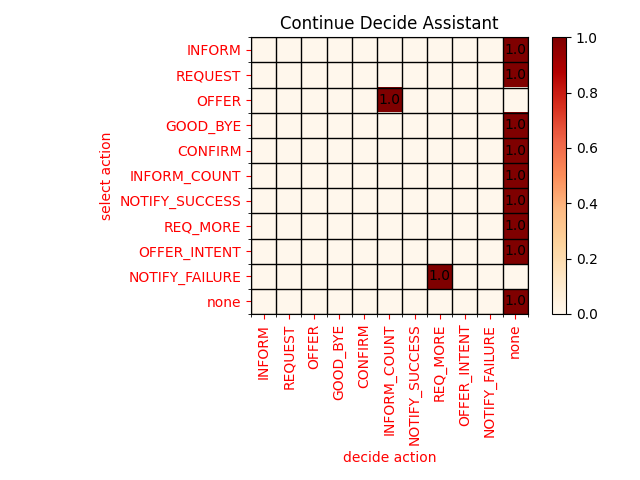 Continue Decide Assistant
INFORM 1.0
REQUEST 1.0
OFFER 1.0
GOOD_BYE 1.0
CONFIRM 1.0
INFORM_COUNT 1.0
NOTIFY_SUCCESS 1.0
REQ_MORE 1.0
OFFER_INTENT 1.0
NOTIFY_FAILURE 1.0
none 1.0
select action
INFORM
REQUEST
OFFER
GOOD_BYE
CONFIRM
INFORM_COUNT
NOTIFY_SUCCESS
REQ_MORE
OFFER_INTENT
NOTIFY_FAILURE
none
decide action
1.0
0.8
0.6
0.4
0.2
0.0